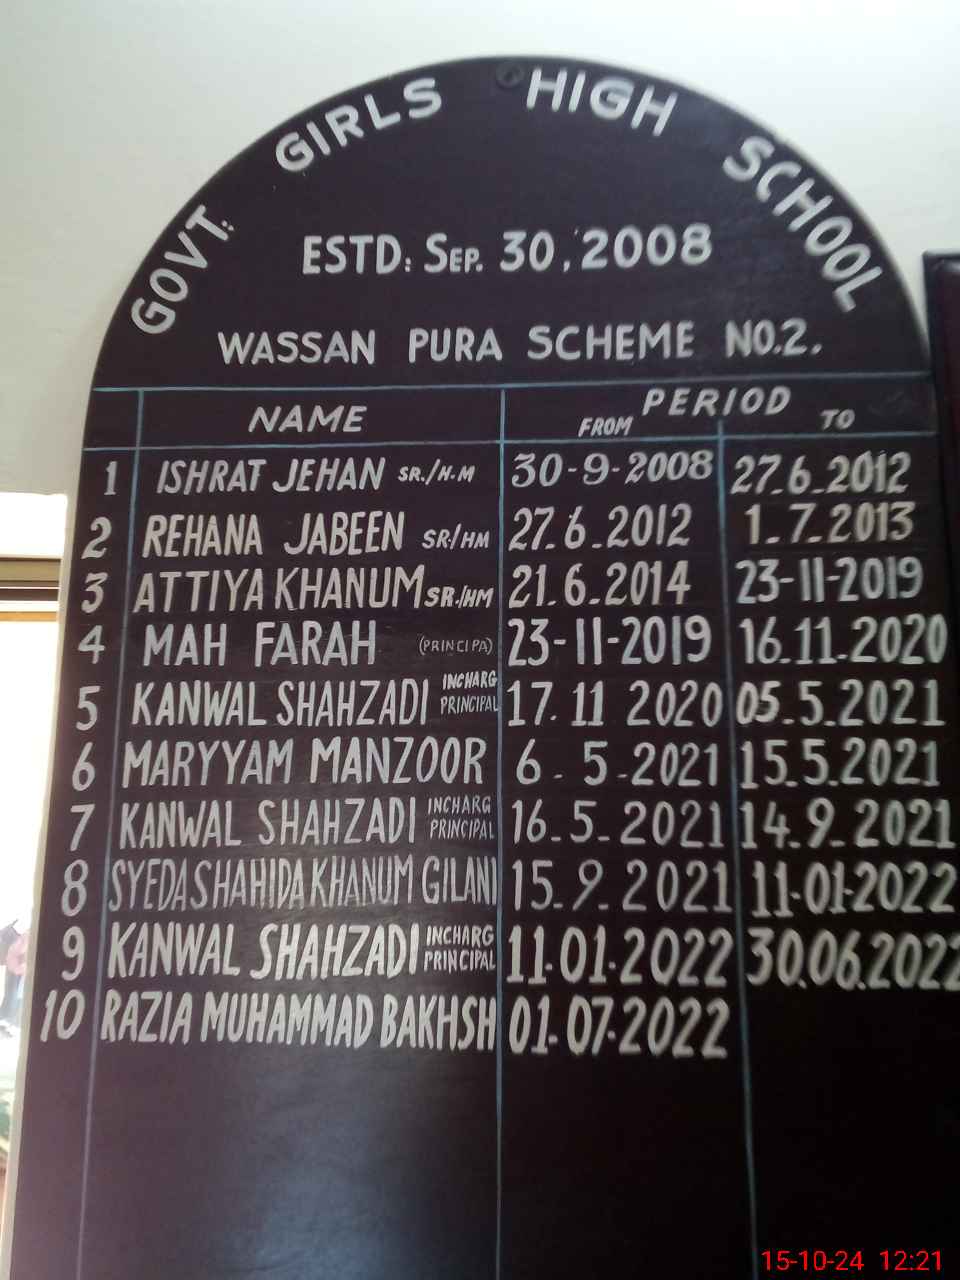 GOVT: GIRLS HIGH SCHOOL
ESTD: SEP. 30, 2008
WASSAN PURA SCHEME NO.2.
NAME PERIOD
FROM TO
1 ISHRAT JEHAN SR./H.M 30-9-2008 27.6.2012
2 REHANA JABEEN SR/HM 27.6.2012 1.7.2013
3 ATTIYA KHANUM SR./HM 21.6.2014 23-11-2019
4 MAH FARAH (PRINCIPA) 23-11-2019 16.11.2020
5 KANWAL SHAHZADI INCHARG PRINCIPAL 17.11 2020 05.5.2021
6 MARYYAM MANZOOR 6-5-2021 15.5.2021
7 KANWAL SHAHZADI INCHARG PRINCIPAL 16-5-2021 14.9.2021
8 SYEDA SHAHIDA KHANUM GILANI 15.9.2021 11-01-2022
9 KANWAL SHAHZADI INCHARG PRINCIPAL 11.01.2022 30.06.2022
10 RAZIA MUHAMMAD BAKHSH 01.07.2022
15-10-24 12:21